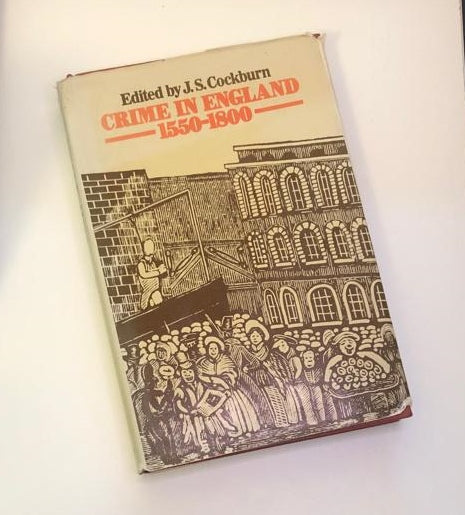 Edited by J. S. Cockburn
CRIME IN ENGLAND
1550-1800